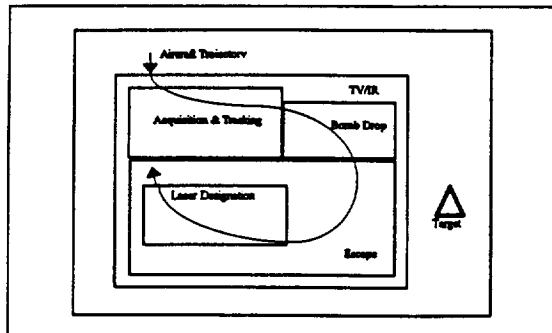 Aircraft Trajectory
TV/IR
Acquisition & Tracking
Bomb Drop
Laser Designation
Target
Escape